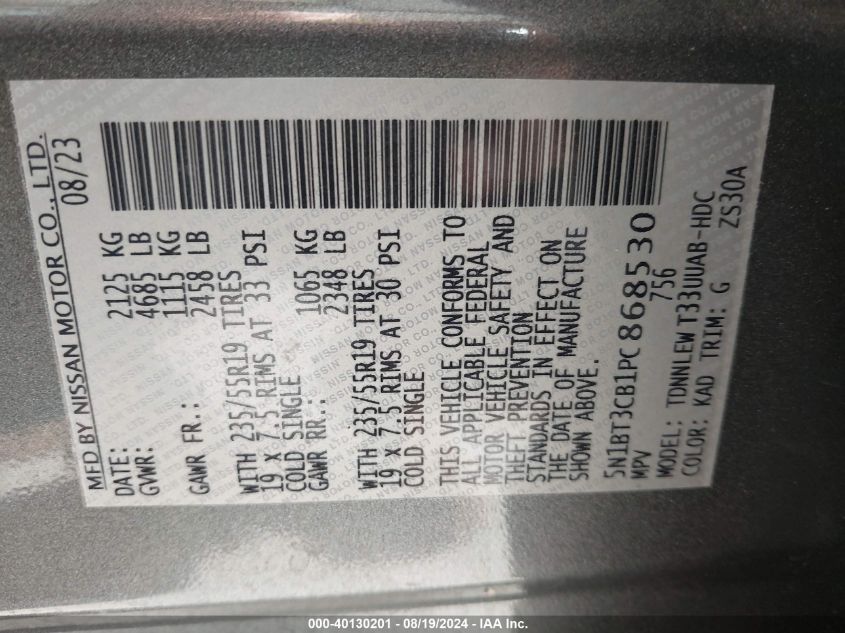 MFD BY NISSAN MOTOR CO., LTD.
DATE: 08/23
GVWR: 2125 KG
4685 LB
GAWR FR.: 1115 KG
2458 LB
WITH 235/55R19 TIRES
19 X 7.5 RIMS AT 33 PSI
COLD SINGLE
GAWR RR.: 1065 KG
2348 LB
WITH 235/55R19 TIRES
19 X 7.5 RIMS AT 30 PSI
COLD SINGLE
THIS VEHICLE CONFORMS TO
ALL APPLICABLE FEDERAL
MOTOR VEHICLE SAFETY AND
THEFT PREVENTION
STANDARDS IN EFFECT ON
THE DATE OF MANUFACTURE
SHOWN ABOVE.
5N1BT3CB1PC868530
MPV 756
MODEL: TDNNLEW T33UUAB-HDC
COLOR: KAD TRIM: G ZS30A
000-40130201 - 08/19/2024 - IAA Inc.